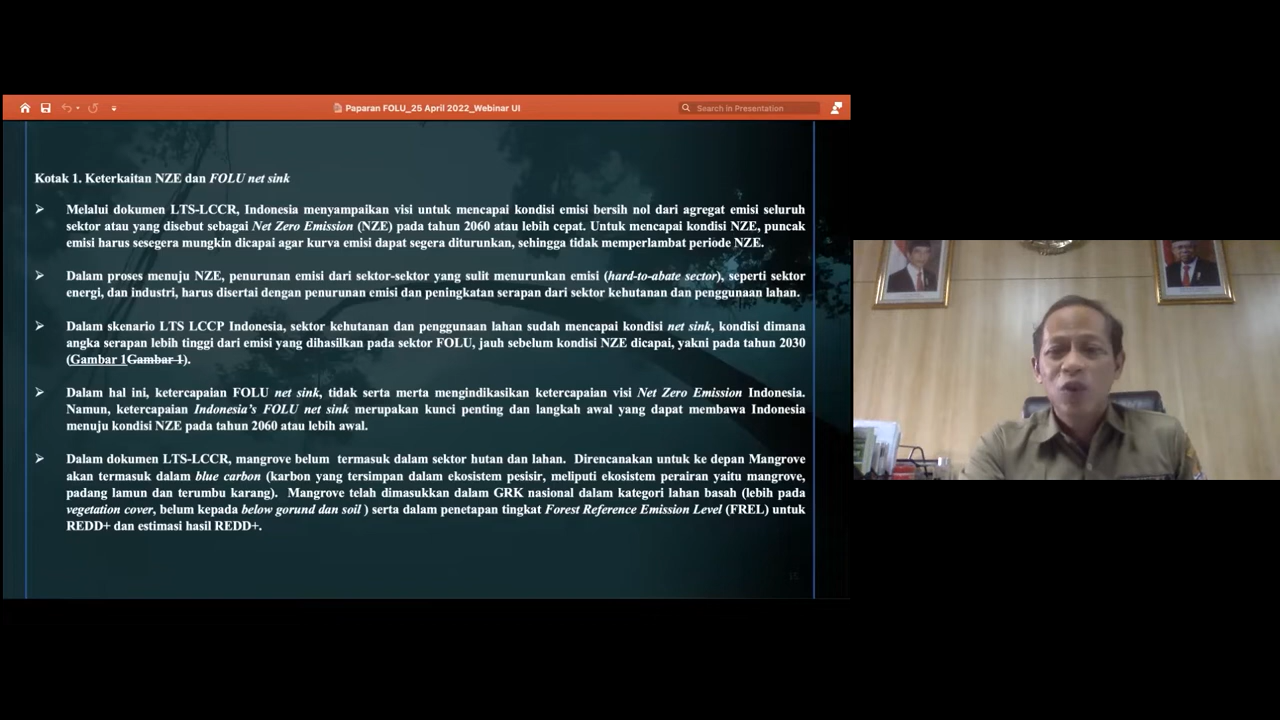 Paparan FOLU_25 April 2022_Webinar UI
Search in Presentation
Kotak 1. Keterkaitan NZE dan FOLU net sink
➢ Melalui dokumen LTS-LCCR, Indonesia menyampaikan visi untuk mencapai kondisi emisi bersih nol dari agregat emisi seluruh
sektor atau yang disebut sebagai Net Zero Emission (NZE) pada tahun 2060 atau lebih cepat. Untuk mencapai kondisi NZE, puncak
emisi harus sesegera mungkin dicapai agar kurva emisi dapat segera diturunkan, sehingga tidak memperlambat periode NZE.
➢ Dalam proses menuju NZE, penurunan emisi dari sektor-sektor yang sulit menurunkan emisi (hard-to-abate sector), seperti sektor
energi, dan industri, harus disertai dengan penurunan emisi dan peningkatan serapan dari sektor kehutanan dan penggunaan lahan.
➢ Dalam skenario LTS LCCP Indonesia, sektor kehutanan dan penggunaan lahan sudah mencapai kondisi net sink, kondisi dimana
angka serapan lebih tinggi dari emisi yang dihasilkan pada sektor FOLU, jauh sebelum kondisi NZE dicapai, yakni pada tahun 2030
(Gambar 1Gambar 1).
➢ Dalam hal ini, ketercapaian FOLU net sink, tidak serta merta mengindikasikan ketercapaian visi Net Zero Emission Indonesia.
Namun, ketercapaian Indonesia's FOLU net sink merupakan kunci penting dan langkah awal yang dapat membawa Indonesia
menuju kondisi NZE pada tahun 2060 atau lebih awal.
➢ Dalam dokumen LTS-LCCR, mangrove belum termasuk dalam sektor hutan dan lahan. Direncanakan untuk ke depan Mangrove
akan termasuk dalam blue carbon (karbon yang tersimpan dalam ekosistem pesisir, meliputi ekosistem perairan yaitu mangrove,
padang lamun dan terumbu karang). Mangrove telah dimasukkan dalam GRK nasional dalam kategori lahan basah (lebih pada
vegetation cover, belum kepada below gorund dan soil ) serta dalam penetapan tingkat Forest Reference Emission Level (FREL) untuk
REDD+ dan estimasi hasil REDD+.
15